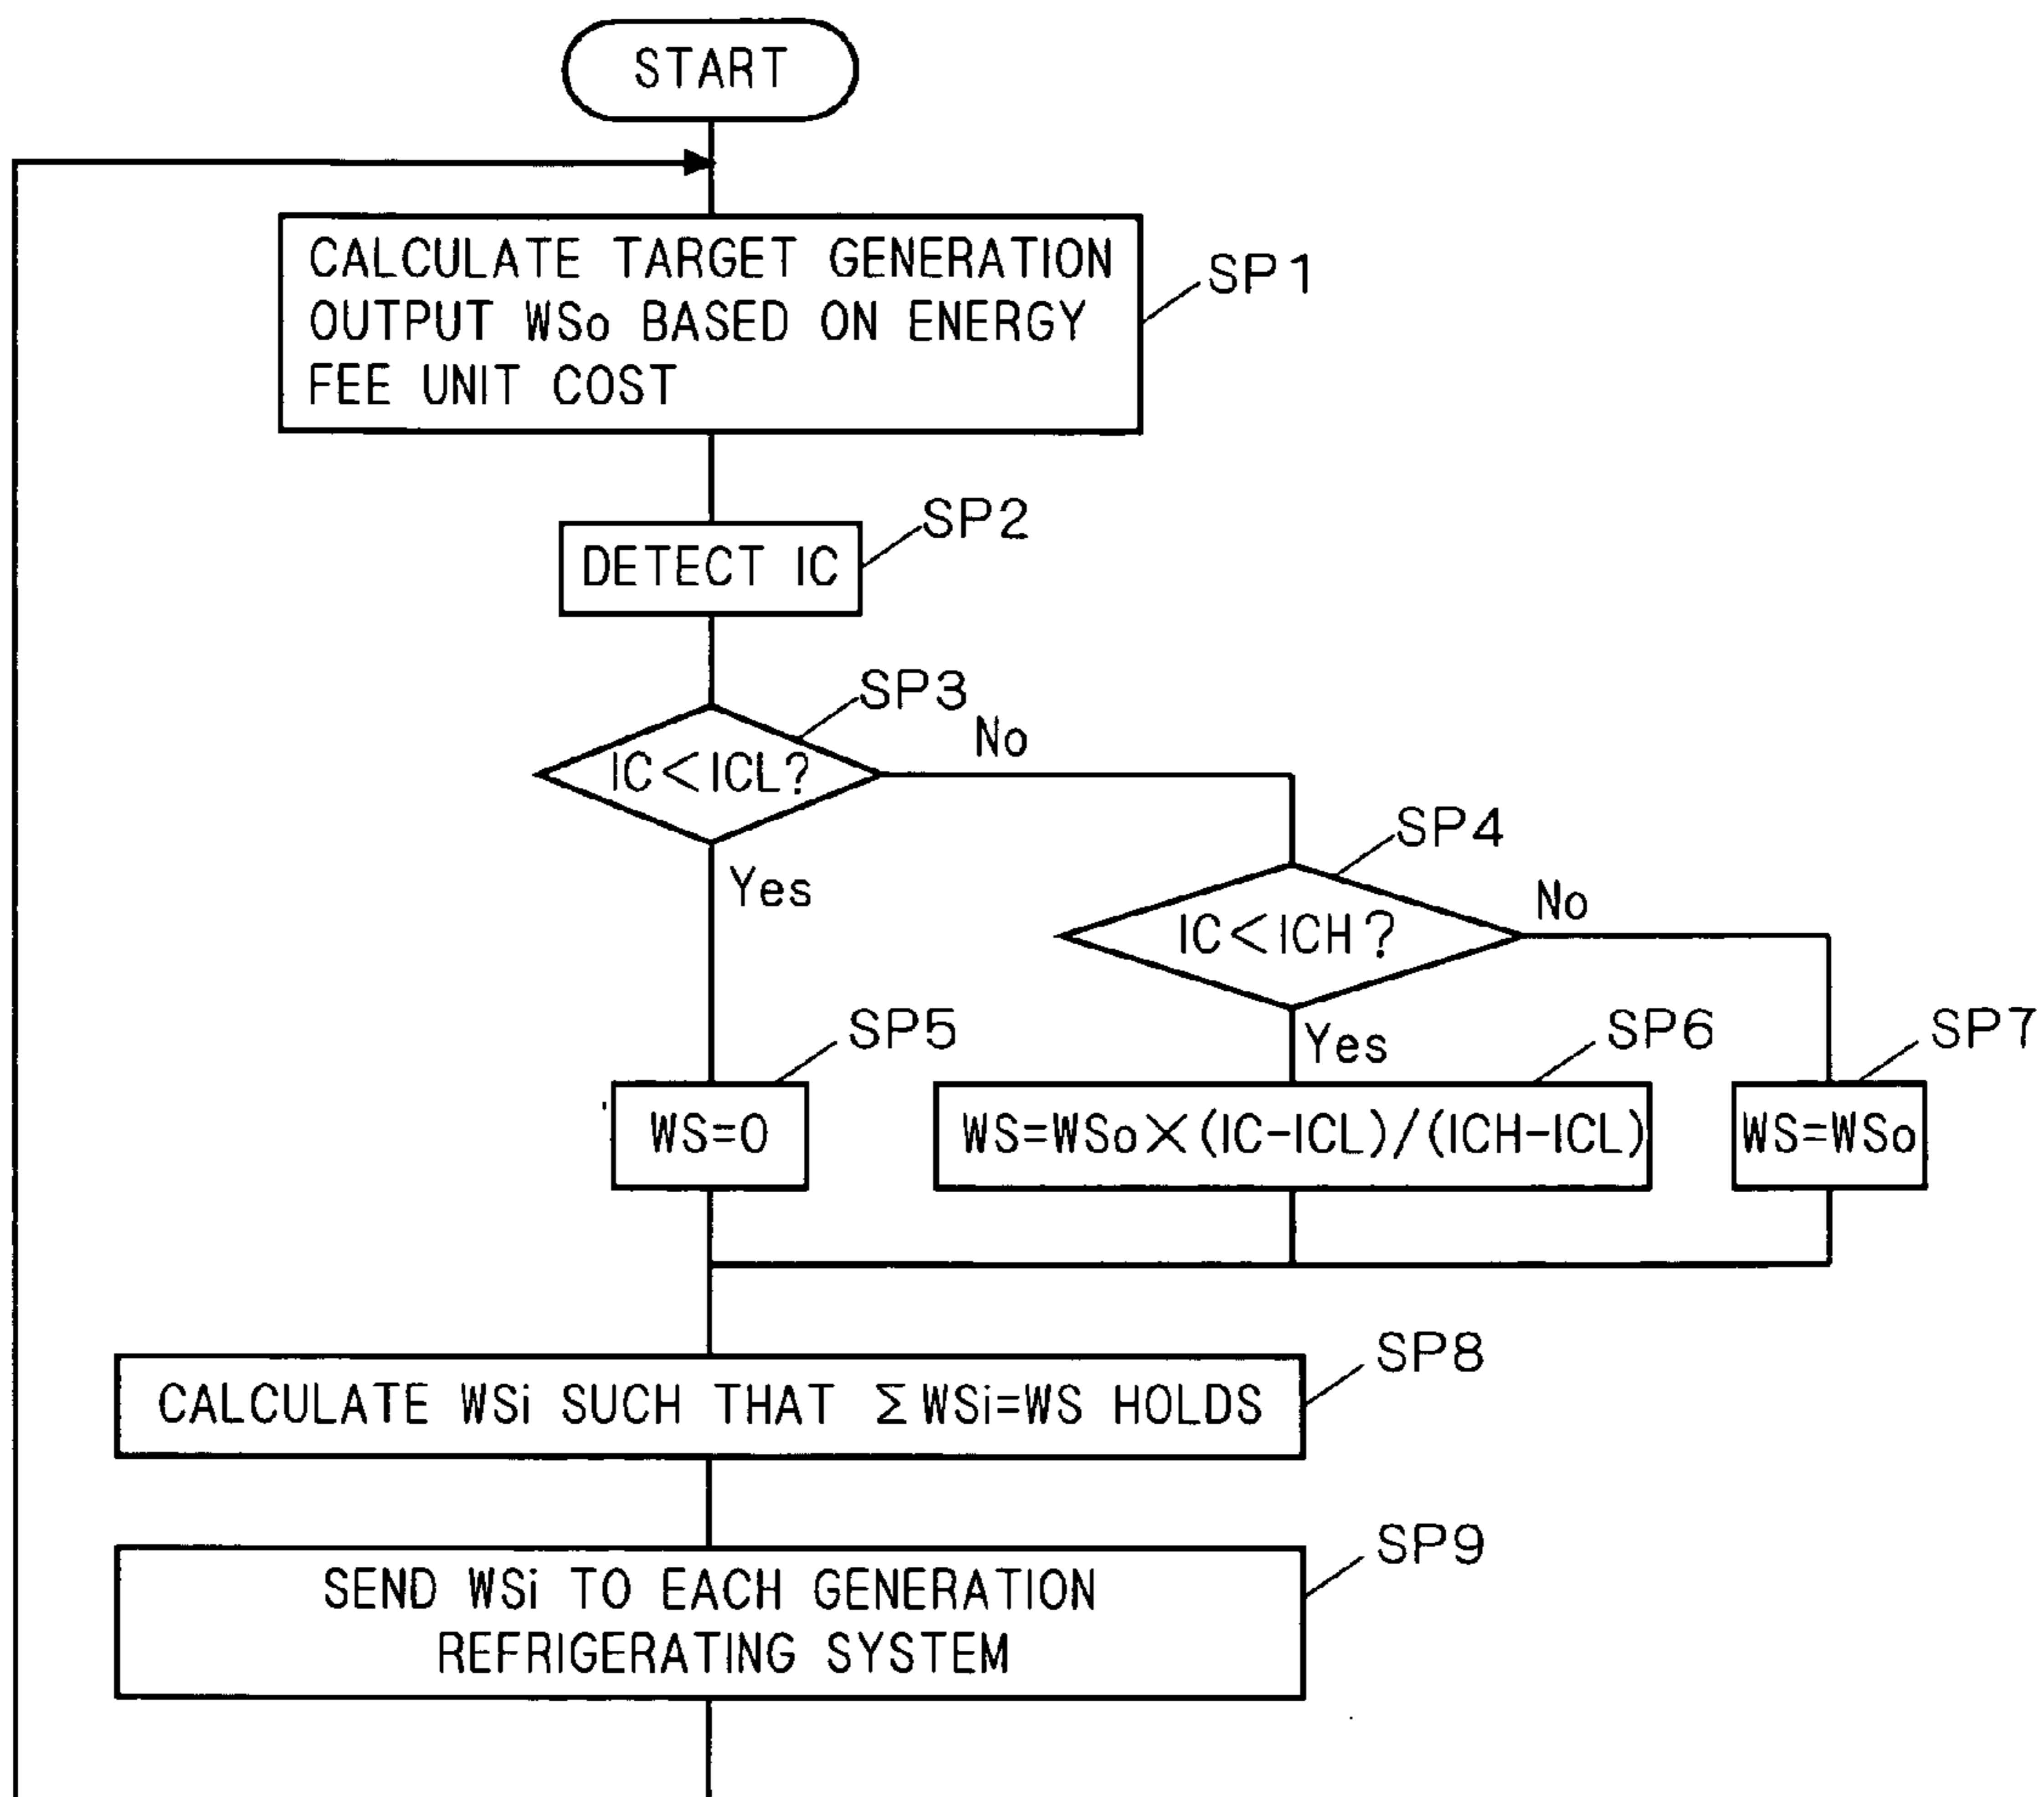 START
CALCULATE TARGET GENERATION
OUTPUT WSo BASED ON ENERGY
FEE UNIT COST
SP1
SP2
DETECT IC
SP3
IC<ICL?
No
Yes
SP4
IC<ICH?
No
Yes
SP5
WS=0
SP6
WS=WSo×(IC-ICL)/(ICH-ICL)
SP7
WS=WSo
SP8
CALCULATE WSi SUCH THAT ΣWSi=WS HOLDS
SP9
SEND WSi TO EACH GENERATION
REFRIGERATING SYSTEM